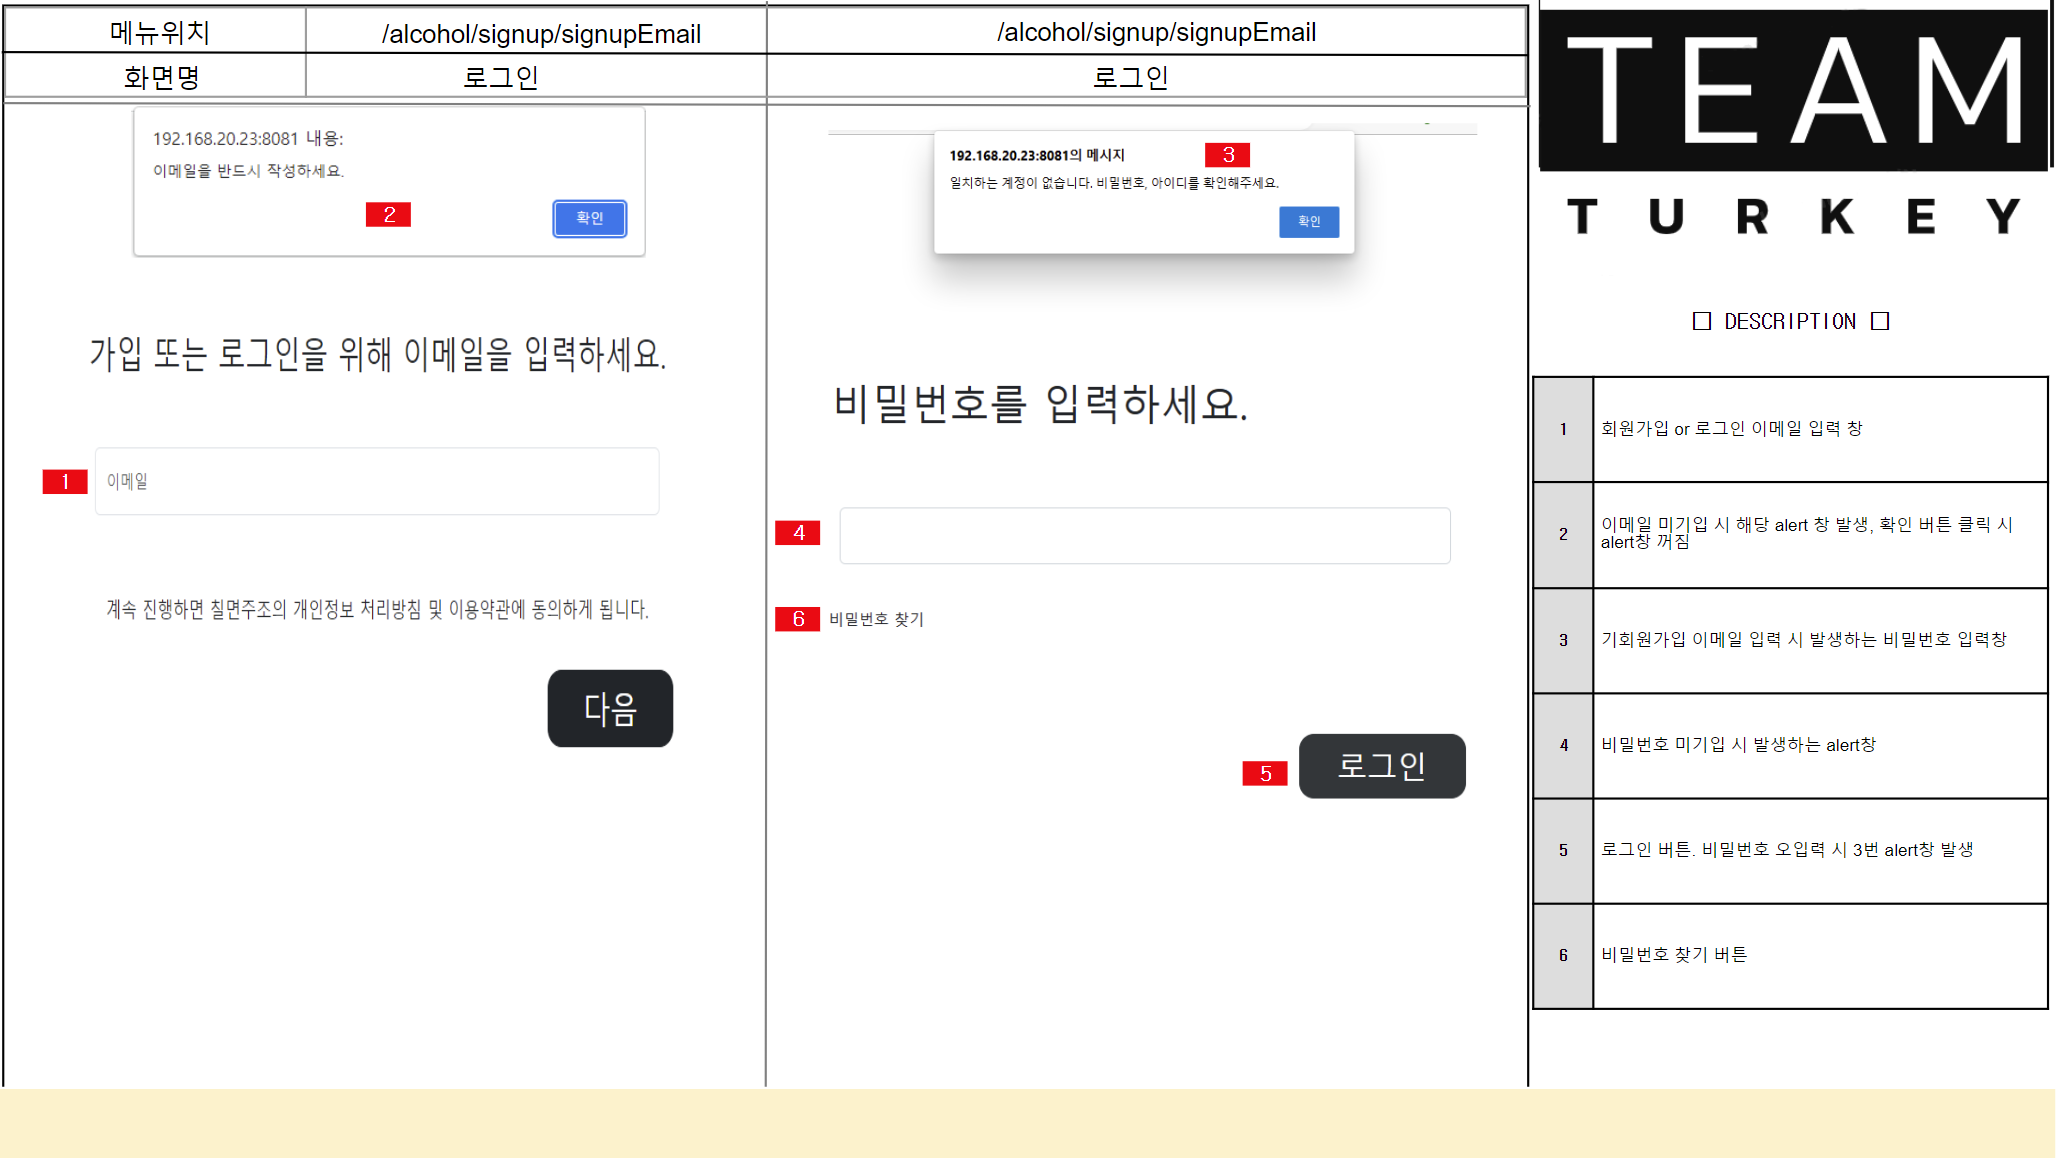 메뉴위치
/alcohol/signup/signupEmail
/alcohol/signup/signupEmail
화면명
로그인
로그인
192.168.20.23:8081 내용:
이메일을 반드시 작성하세요.
2
확인
가입 또는 로그인을 위해 이메일을 입력하세요.
1
이메일
계속 진행하면 칠면주조의 개인정보 처리방침 및 이용약관에 동의하게 됩니다.
다음
192.168.20.23:8081의 메시지
3
일치하는 계정이 없습니다. 비밀번호, 아이디를 확인해주세요.
확인
비밀번호를 입력하세요.
4
6 비밀번호 찾기
5 로그인
TEAM
TURKEY
□ DESCRIPTION □
1 회원가입 or 로그인 이메일 입력 창
2 이메일 미기입 시 해당 alert 창 발생, 확인 버튼 클릭 시
alert창 꺼짐
3 기회원가입 이메일 입력 시 발생하는 비밀번호 입력창
4 비밀번호 미기입 시 발생하는 alert창
5 로그인 버튼. 비밀번호 오입력 시 3번 alert창 발생
6 비밀번호 찾기 버튼